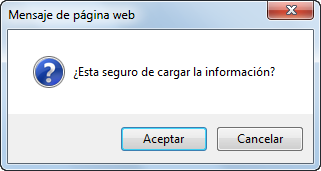 Mensaje de página web
¿Esta seguro de cargar la información?
Aceptar
Cancelar